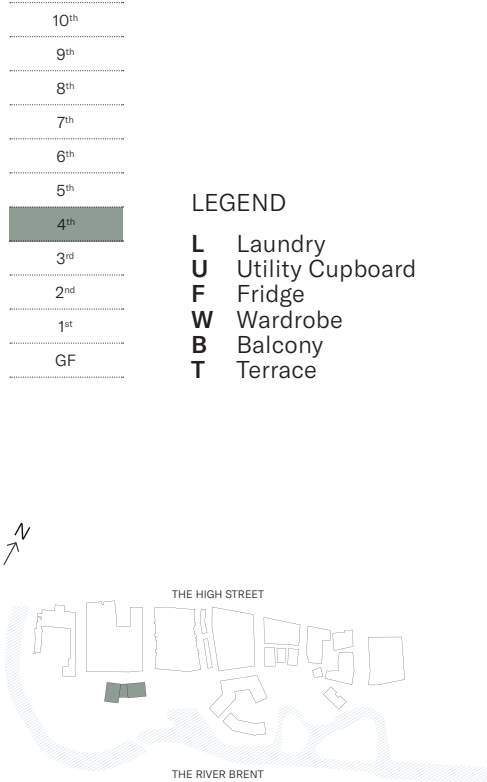 10th
9th
8th
7th
6th
5th
4th
3rd
2nd
1st
GF
LEGEND
L Laundry
U Utility Cupboard
F Fridge
W Wardrobe
B Balcony
T Terrace
N
THE HIGH STREET
THE RIVER BRENT